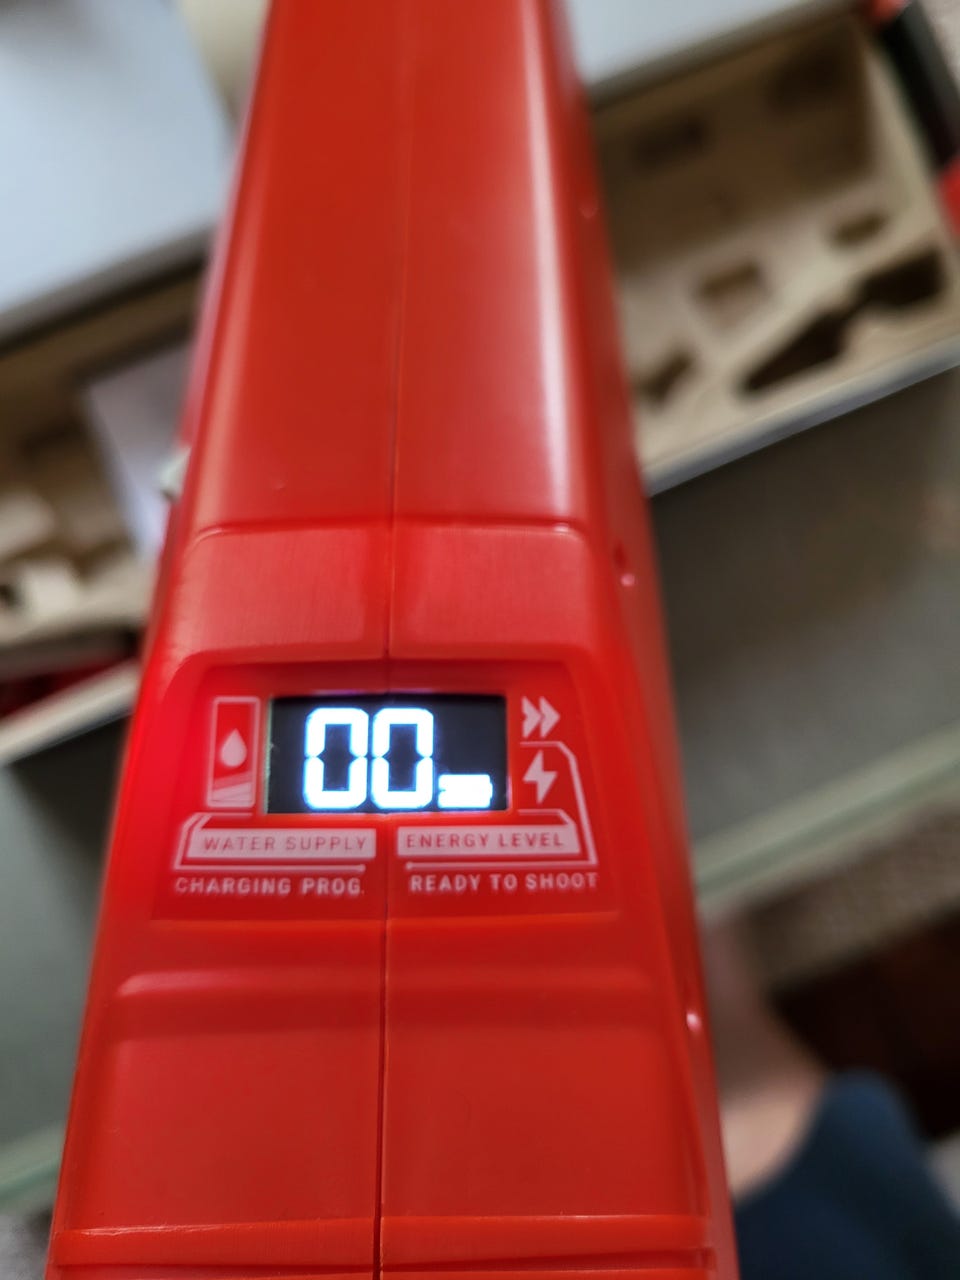 00
WATER SUPPLY ENERGY LEVEL
CHARGING PROG. READY TO SHOOT